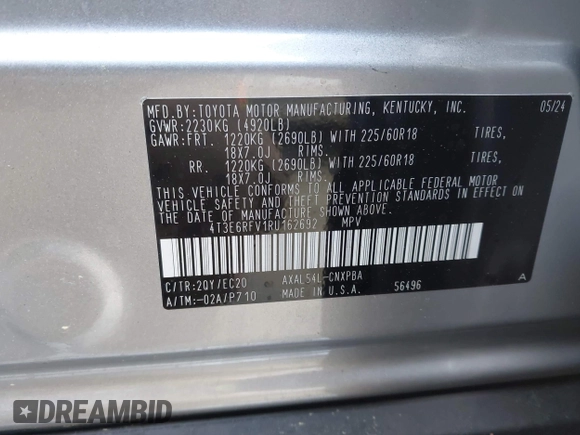 MFD.BY:TOYOTA MOTOR MANUFACTURING, KENTUCKY, INC. 05/24
GVWR:2230KG (4920LB)
GAWR:FRT. 1220KG (2690LB) WITH 225/60R18 TIRES,
18X7.0J RIMS,
RR. 1220KG (2690LB) WITH 225/60R18 TIRES,
18X7.0J RIMS.
THIS VEHICLE CONFORMS TO ALL APPLICABLE FEDERAL MOTOR
VEHICLE SAFETY STANDARDS IN EFFECT ON
THE DATE OF MANUFACTURE SHOWN ABOVE.
4T3E6RFV1RU162692 MPV
C/TR:2QY/EC20 AXAL54L-CNXPBA A
A/TM:-02A/P710 MADE IN U.S.A. 56496
DREAMBID